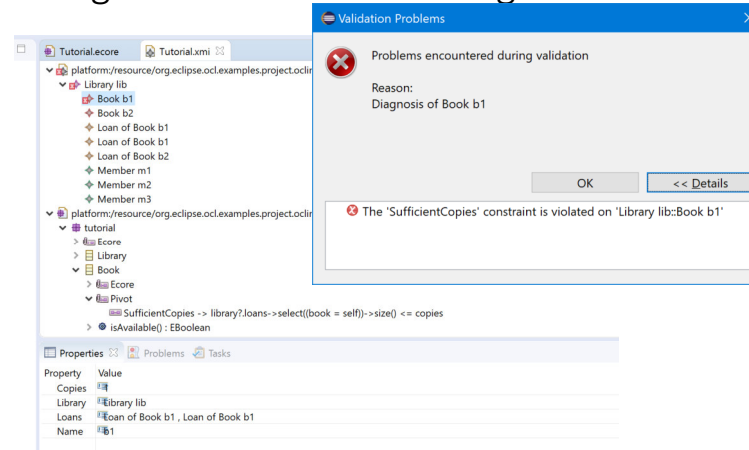 Validation Problems
Problems encountered during validation
Reason:
Diagnosis of Book b1
OK
<< Details
The 'SufficientCopies' constraint is violated on 'Library lib::Book b1'
Tutorial.ecore
Tutorial.xmi
platform:/resource/org.eclipse.ocl.examples.project.oclin
Library lib
Book b1
Book b2
Loan of Book b1
Loan of Book b1
Loan of Book b2
Member m1
Member m2
Member m3
platform:/resource/org.eclipse.ocl.examples.project.oclin
tutorial
Ecore
Library
Book
Ecore
Pivot
SufficientCopies -> library?.loans->select((book = self))->size() <= copies
isAvailable() : EBoolean
Properties
Problems
Tasks
Property Value
Copies
Library Library lib
Loans Loan of Book b1 , Loan of Book b1
Name b1